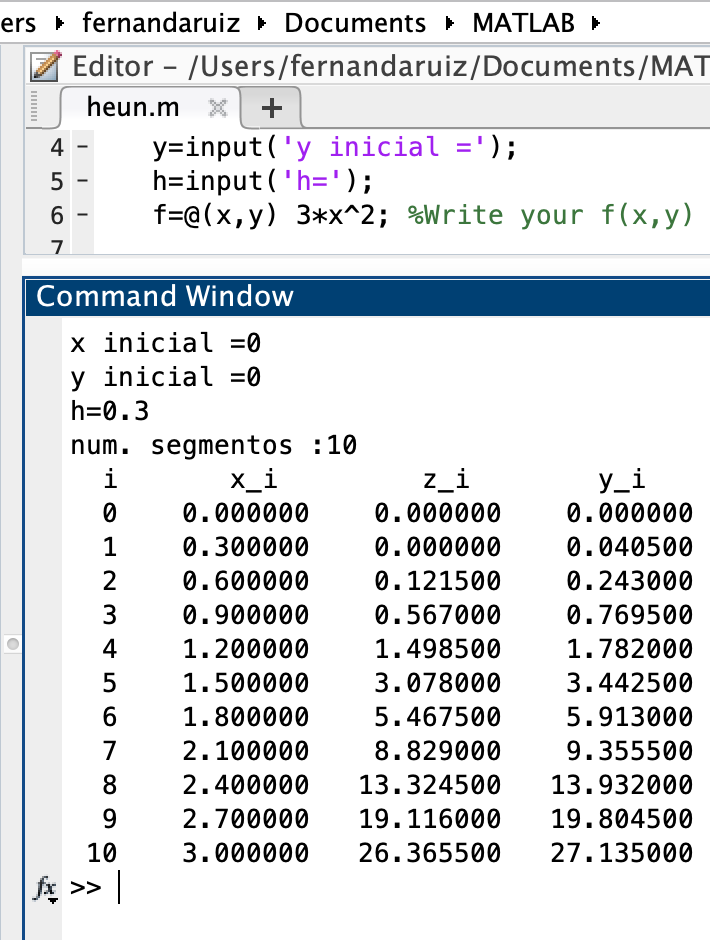 ers ▸ fernandaruiz ▸ Documents ▸ MATLAB ▸
Editor – /Users/fernandaruiz/Documents/MAT
heun.m
4 – y=input('y inicial =');
5 – h=input('h=');
6 – f=@(x,y) 3*x^2; %Write your f(x,y)
7
Command Window
x inicial =0
y inicial =0
h=0.3
num. segmentos :10
i x_i z_i y_i
0 0.000000 0.000000 0.000000
1 0.300000 0.000000 0.040500
2 0.600000 0.121500 0.243000
3 0.900000 0.567000 0.769500
4 1.200000 1.498500 1.782000
5 1.500000 3.078000 3.442500
6 1.800000 5.467500 5.913000
7 2.100000 8.829000 9.355500
8 2.400000 13.324500 13.932000
9 2.700000 19.116000 19.804500
10 3.000000 26.365500 27.135000
fx >>